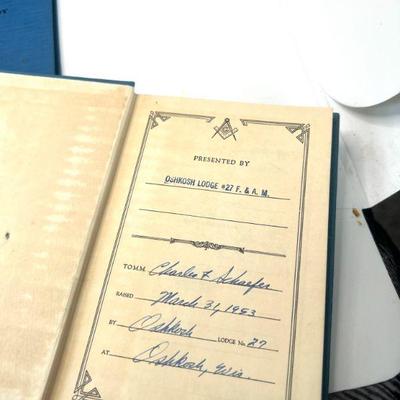 PRESENTED BY
OSHKOSH LODGE #27 F. & A. M.
TO M.M. Charles F. Schaefer
RAISED March 31, 1953
BY Oshkosh LODGE No. 27
AT Oshkosh, Wis.